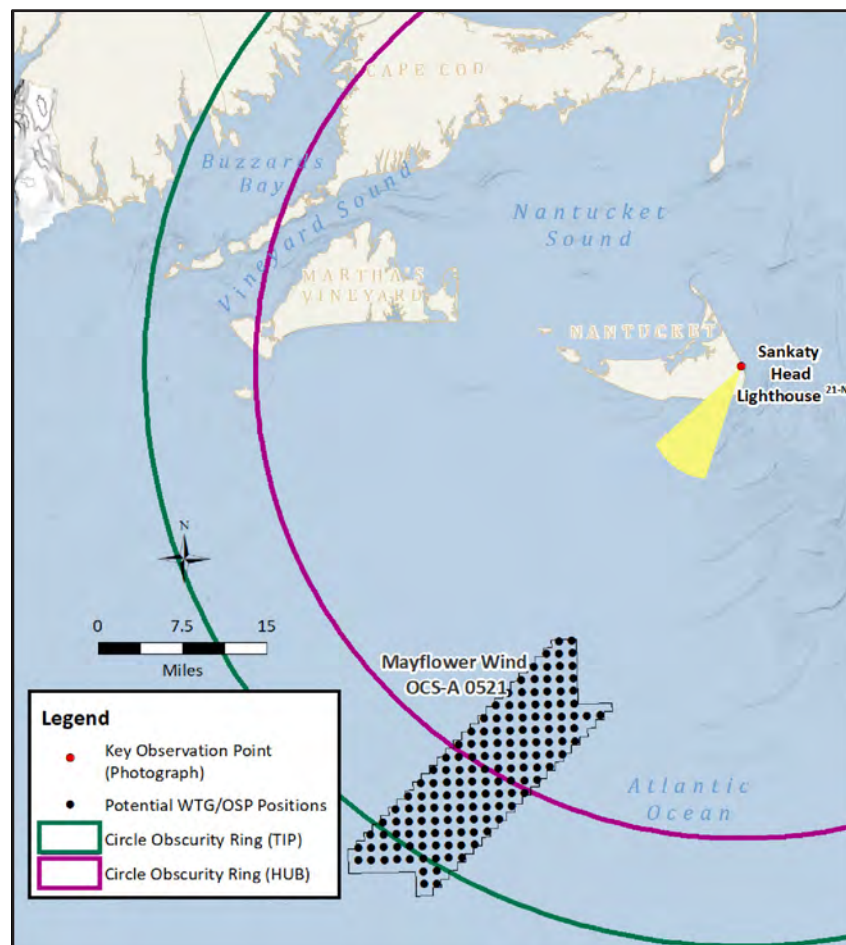 CAPE COD
Buzzards
Bay
Vineyard Sound
Nantucket
Sound
MARTHA'S
VINEYARD
NANTUCKET
Sankaty
Head
Lighthouse 21-N
N
0 7.5 15
Miles
Mayflower Wind
OCS-A 0521
Atlantic
Ocean
Legend
Key Observation Point
(Photograph)
Potential WTG/OSP Positions
Circle Obscurity Ring (TIP)
Circle Obscurity Ring (HUB)